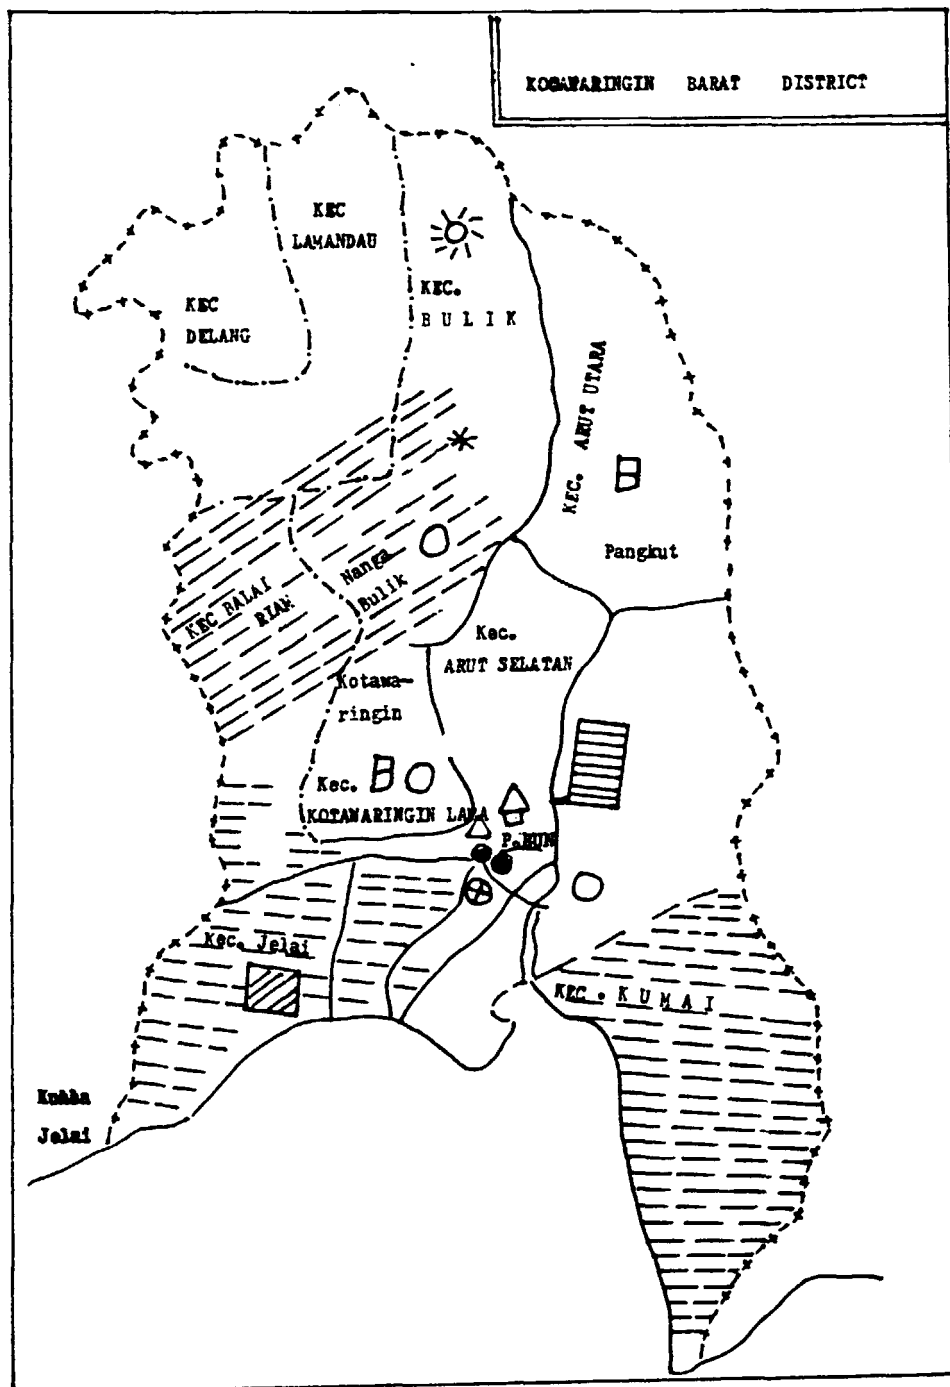 KOTAWARINGIN BARAT DISTRICT
KEC
LAMANDAU
KEC.
BULIK
KEC
DELANG
KEC. ARUT UTARA
Pangkut
Nanga
Bulik
KEC BALAI
RIAM
Kec.
ARUT SELATAN
Kotawa-
ringin
Kec.
KOTAWARINGIN LAMA
P.BUN
Kec. Jelai
KEC. KUMAI
Jelai